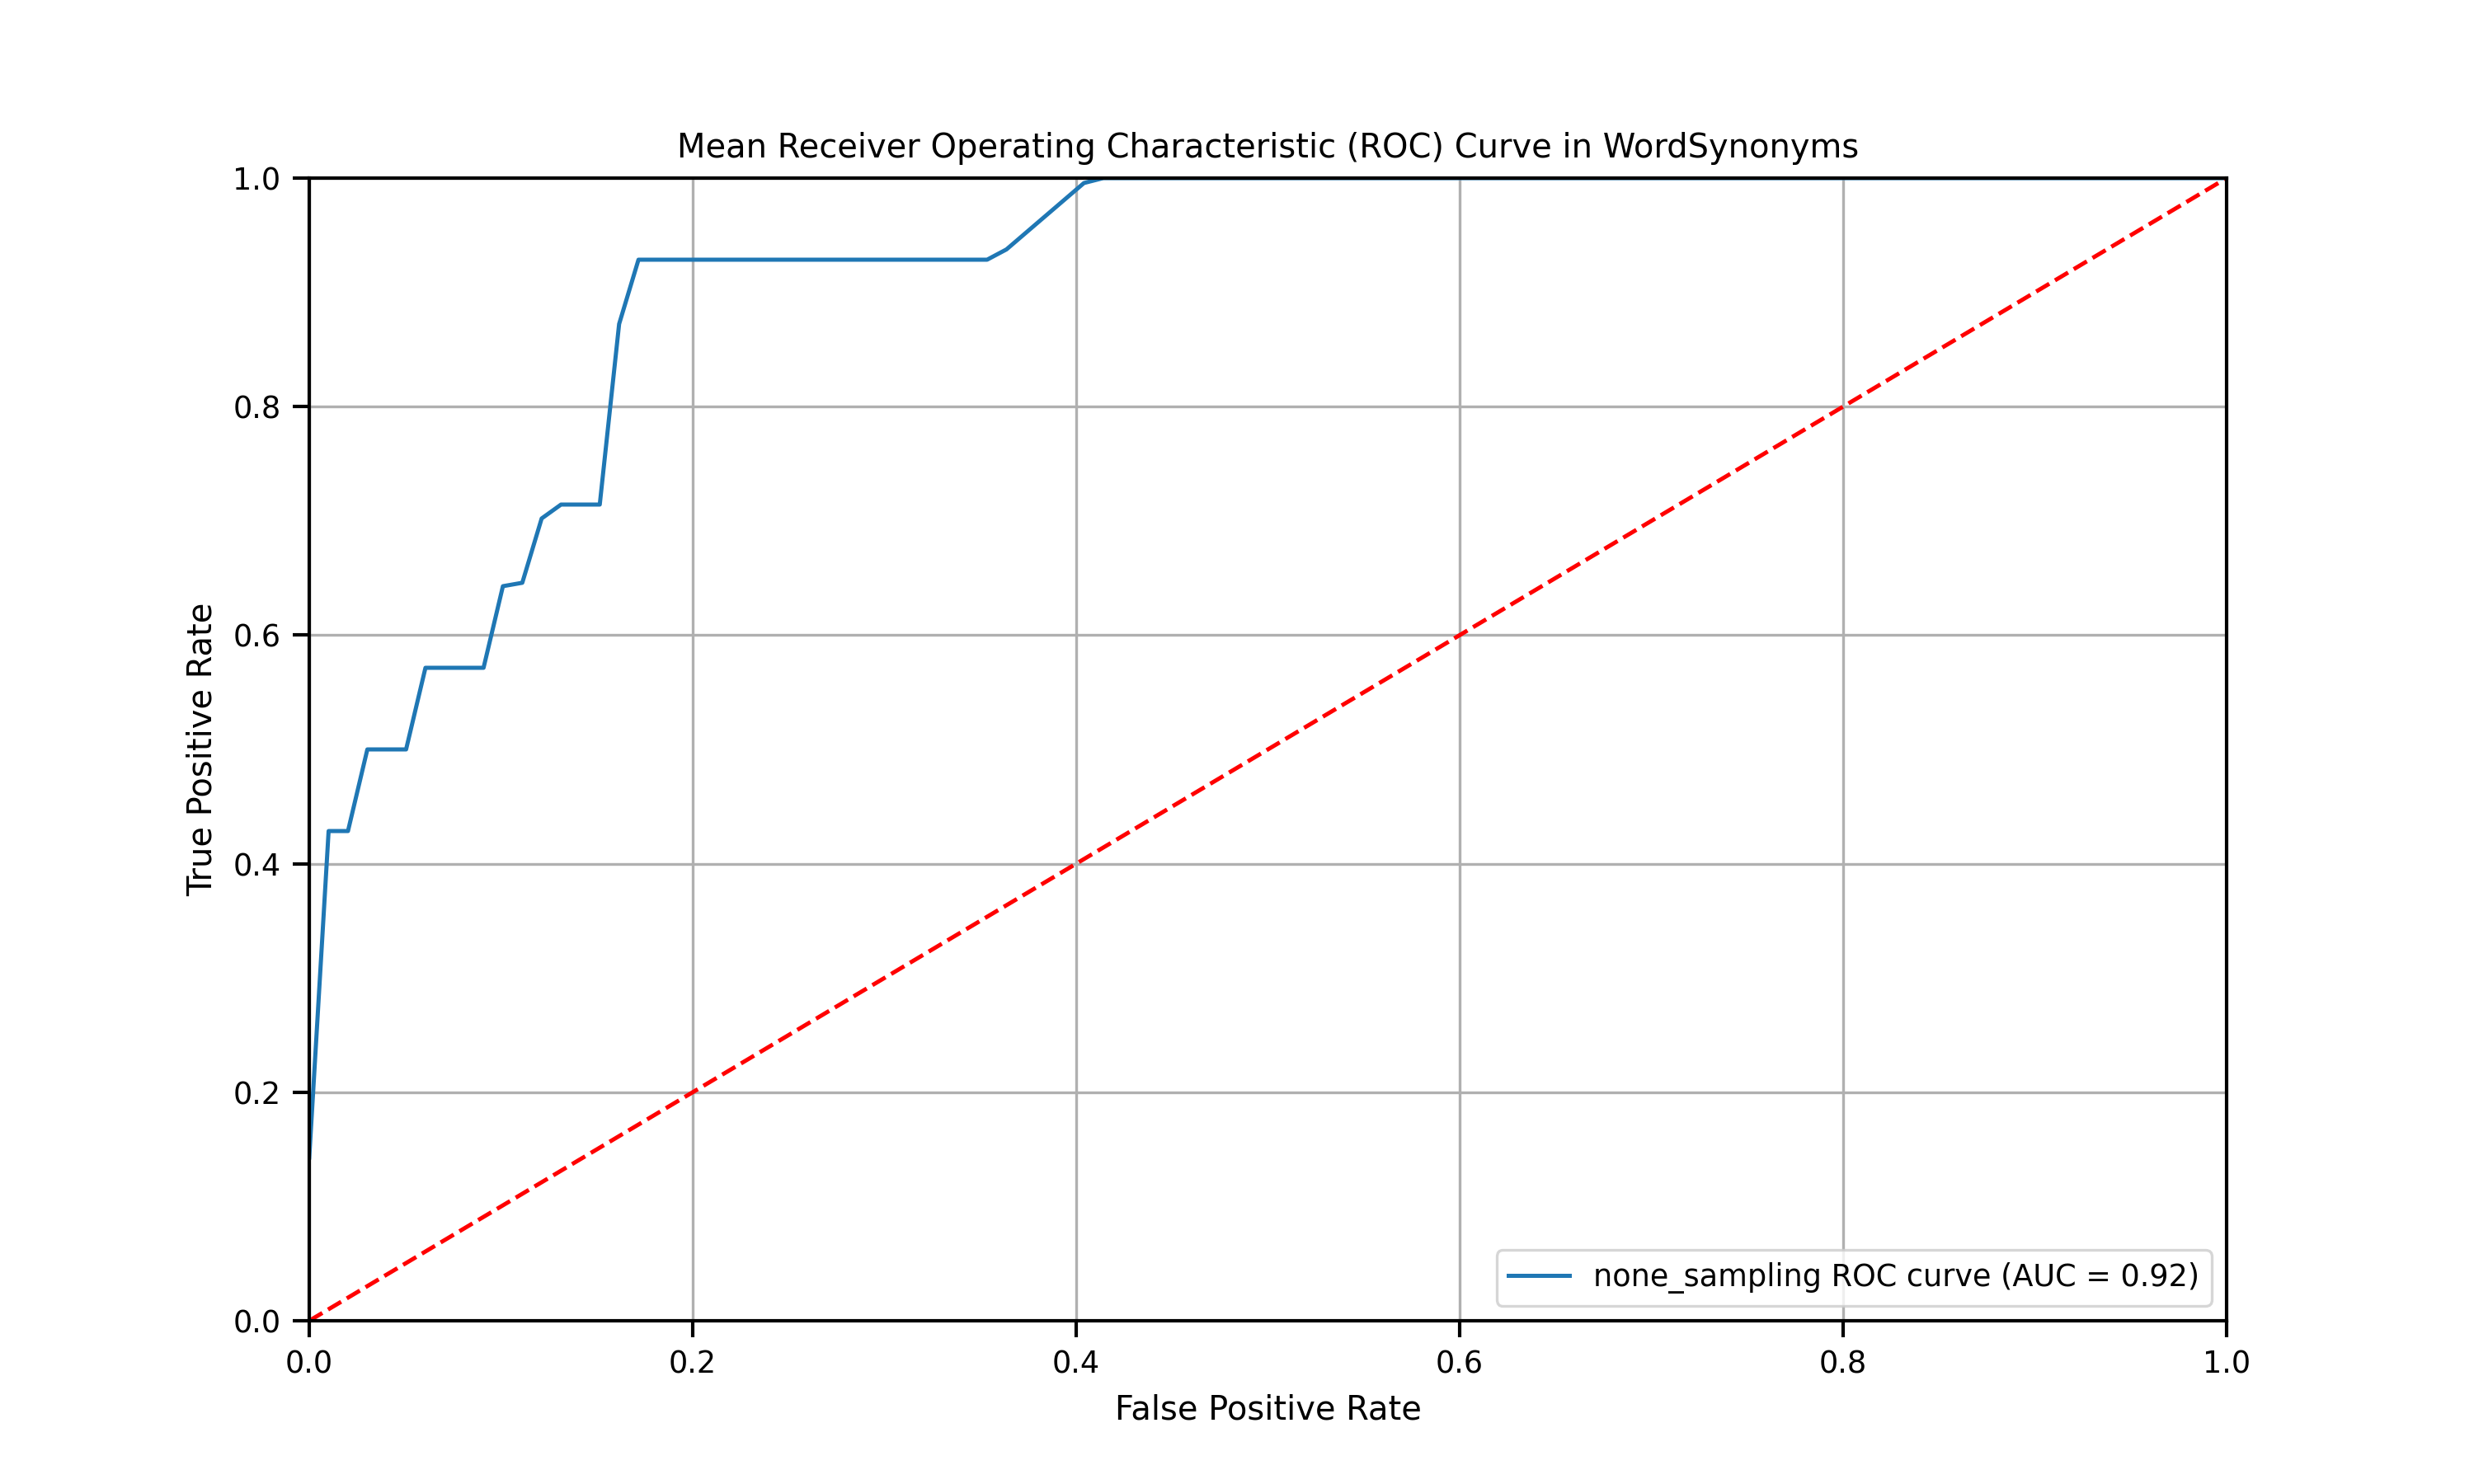 Mean Receiver Operating Characteristic (ROC) Curve in WordSynonyms
1.0
0.8
0.6
0.4
0.2
0.0
True Positive Rate
0.0 0.2 0.4 0.6 0.8 1.0
False Positive Rate
none_sampling ROC curve (AUC = 0.92)